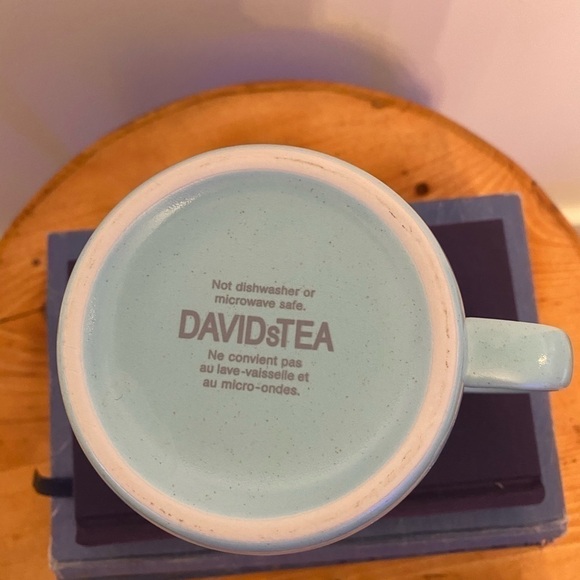 Not dishwasher or
microwave safe.
DAVIDsTEA
Ne convient pas
au lave-vaisselle et
au micro-ondes.